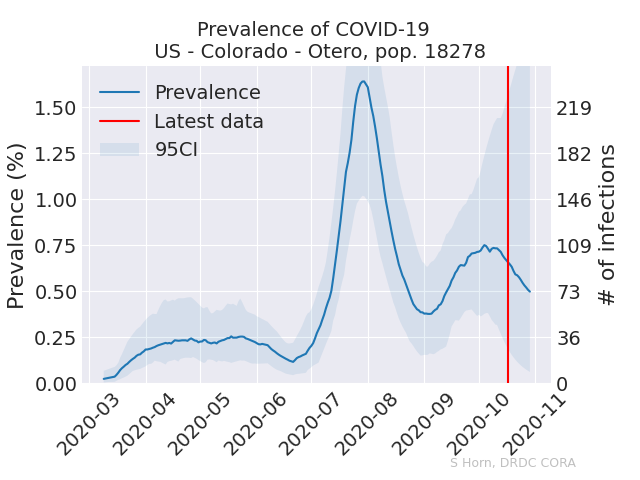 Prevalence of COVID-19
US - Colorado - Otero, pop. 18278
Prevalence
Latest data
95CI
Prevalence (%)
1.50
1.25
1.00
0.75
0.50
0.25
0.00
219
182
146
109
73
36
0
# of infections
2020-03
2020-04
2020-05
2020-06
2020-07
2020-08
2020-09
2020-10
2020-11
S Horn, DRDC CORA